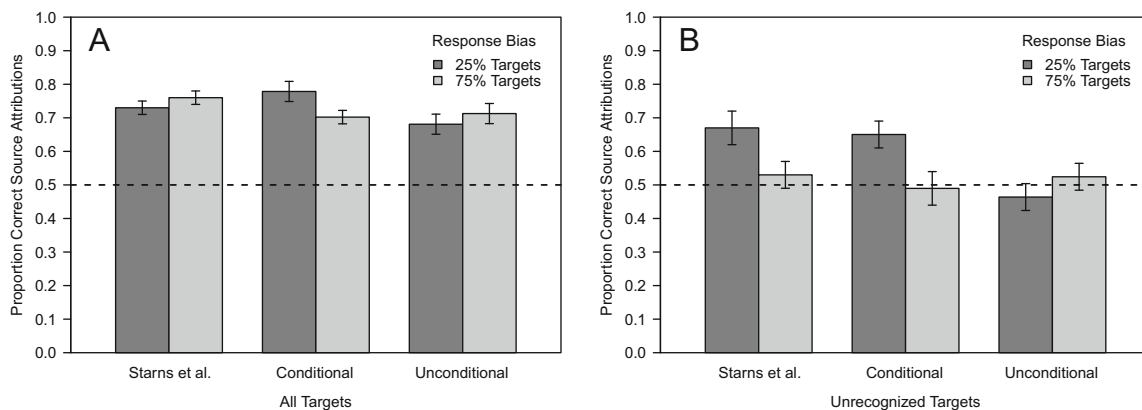 A
Response Bias
25% Targets
75% Targets
Proportion Correct Source Attributions
1.0
0.9
0.8
0.7
0.6
0.5
0.4
0.3
0.2
0.1
0.0
Starns et al. Conditional Unconditional
All Targets
B
Response Bias
25% Targets
75% Targets
Proportion Correct Source Attributions
1.0
0.9
0.8
0.7
0.6
0.5
0.4
0.3
0.2
0.1
0.0
Starns et al. Conditional Unconditional
Unrecognized Targets